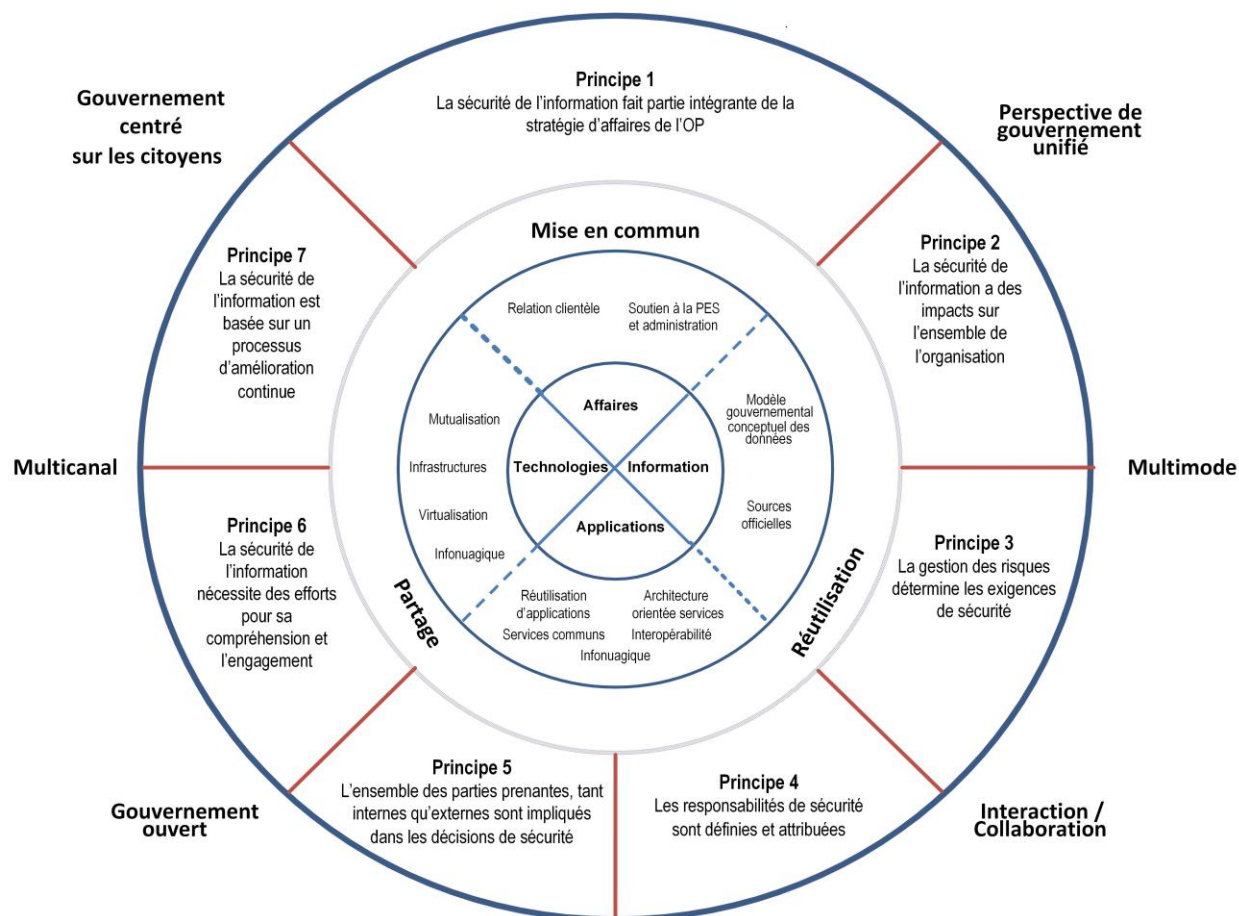 Principe 1
La sécurité de l'information fait partie intégrante de la
stratégie d'affaires de l'OP
Gouvernement
centré
sur les citoyens
Perspective de
gouvernement
unifié
Mise en commun
Principe 7
La sécurité de
l'information est
basée sur un
processus
d'amélioration
continue
Principe 2
La sécurité de
l'information a des
impacts sur
l'ensemble de
l'organisation
Relation clientèle
Soutien à la PES
et administration
Affaires
Technologies
Information
Applications
Mutualisation
Infrastructures
Virtualisation
Infonuagique
Modèle
gouvernemental
conceptuel des
données
Sources
officielles
Multicanal
Multimode
Principe 6
La sécurité de
l'information
nécessite des efforts
pour sa
compréhension et
l'engagement
Partage
Réutilisation
d'applications
Architecture
orientée services
Services communs
Interopérabilité
Infonuagique
Réutilisation
Principe 3
La gestion des risques
détermine les exigences
de sécurité
Principe 5
L'ensemble des parties prenantes, tant
internes qu'externes sont impliqués
dans les décisions de sécurité
Principe 4
Les responsabilités de sécurité
sont définies et attribuées
Gouvernement
ouvert
Interaction /
Collaboration